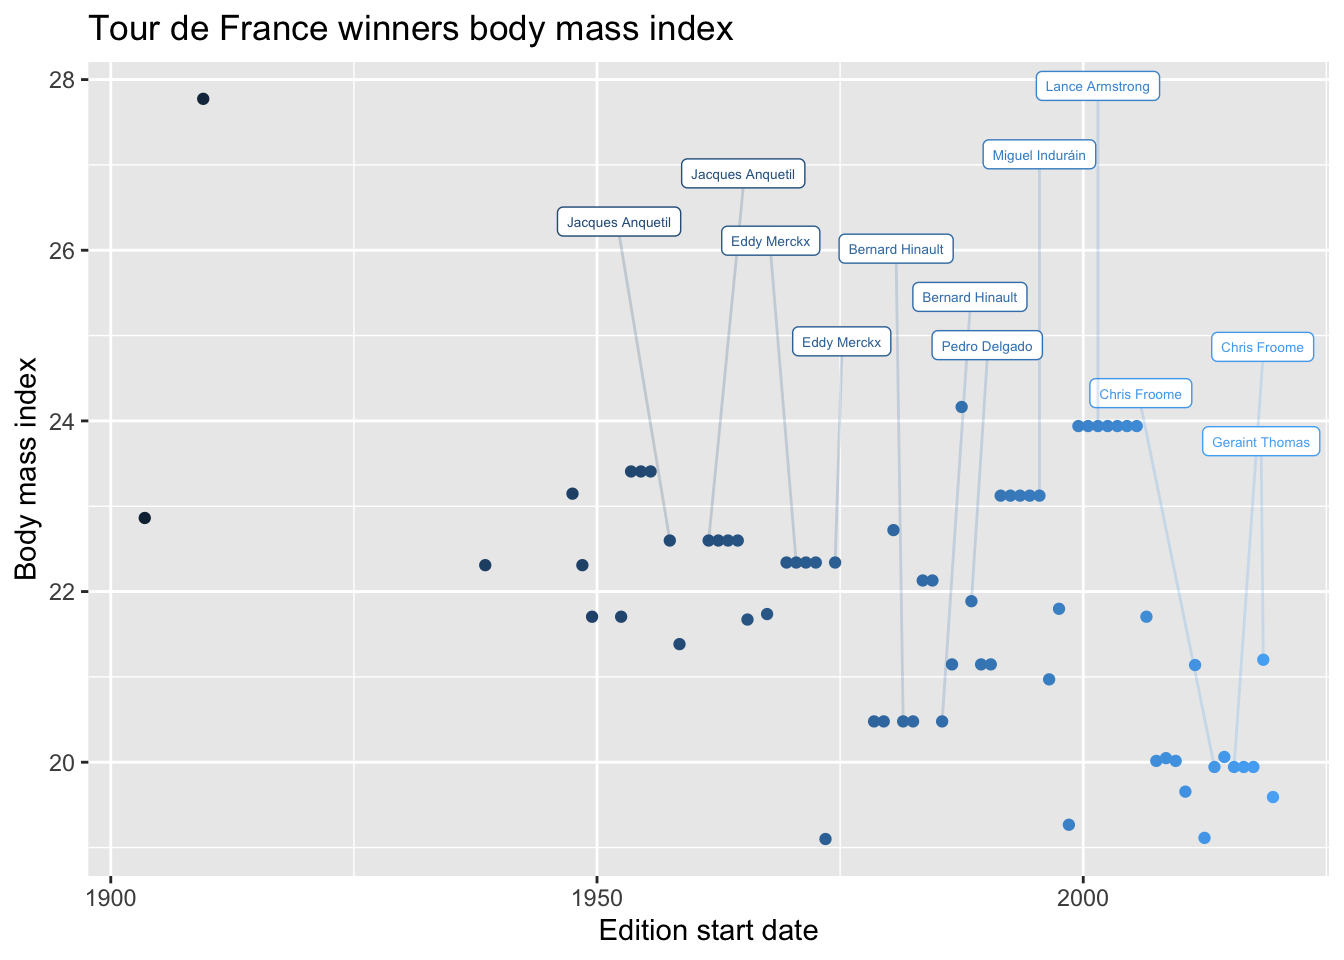 Tour de France winners body mass index
Body mass index
28
26
24
22
20
Lance Armstrong
Miguel Induráin
Jacques Anquetil
Jacques Anquetil
Eddy Merckx
Bernard Hinault
Bernard Hinault
Eddy Merckx
Pedro Delgado
Chris Froome
Chris Froome
Geraint Thomas
1900
1950
2000
Edition start date